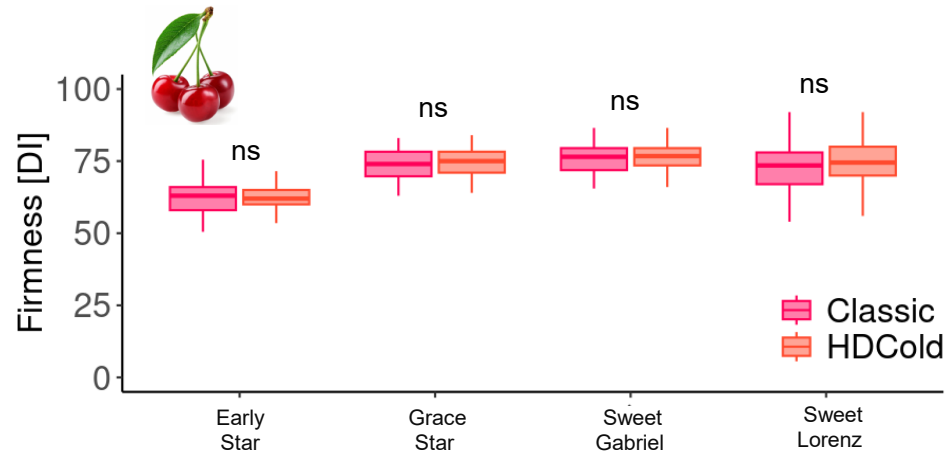 100
75
50
25
0
Firmness [DI]
ns
ns
ns
ns
Classic
HDCold
Early
Star
Grace
Star
Sweet
Gabriel
Sweet
Lorenz